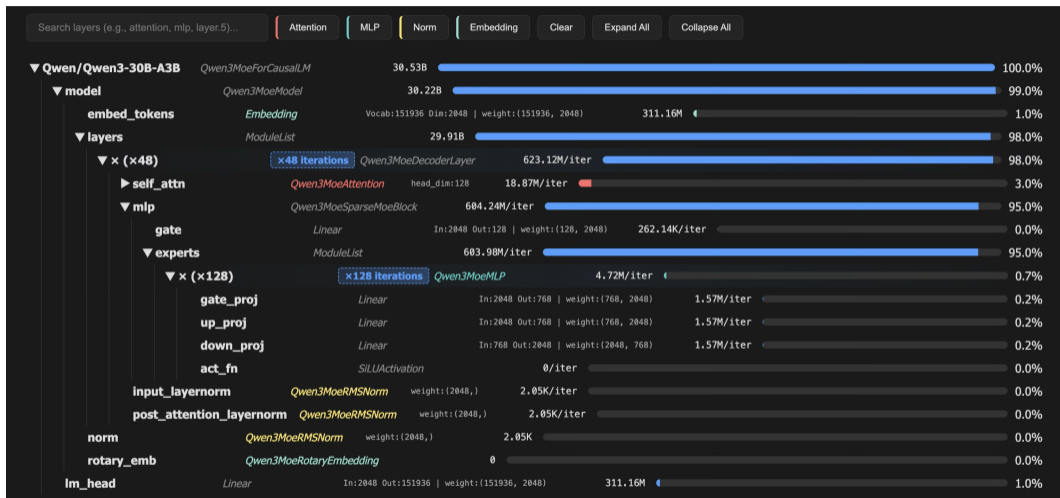 Search layers (e.g., attention, mlp, layer.5)... Attention MLP Norm Embedding Clear Expand All Collapse All
▼ Qwen/Qwen3-30B-A3B Qwen3MoeForCausalLM 30.53B 100.0%
▼ model Qwen3MoeModel 30.22B 99.0%
embed_tokens Embedding Vocab:151936 Dim:2048 | weight:(151936, 2048) 311.16M 1.0%
▼ layers ModuleList 29.91B 98.0%
▼ × (×48) ×48 iterations Qwen3MoeDecoderLayer 623.12M/iter 98.0%
▶ self_attn Qwen3MoeAttention head_dim:128 18.87M/iter 3.0%
▼ mlp Qwen3MoeSparseMoeBlock 604.24M/iter 95.0%
gate Linear In:2048 Out:128 | weight:(128, 2048) 262.14K/iter 0.0%
▼ experts ModuleList 603.98M/iter 95.0%
▼ × (×128) ×128 iterations Qwen3MoeMLP 4.72M/iter 0.7%
gate_proj Linear In:2048 Out:768 | weight:(768, 2048) 1.57M/iter 0.2%
up_proj Linear In:2048 Out:768 | weight:(768, 2048) 1.57M/iter 0.2%
down_proj Linear In:768 Out:2048 | weight:(2048, 768) 1.57M/iter 0.2%
act_fn SiLUActivation 0/iter 0.0%
input_layernorm Qwen3MoeRMSNorm weight:(2048,) 2.05K/iter 0.0%
post_attention_layernorm Qwen3MoeRMSNorm weight:(2048,) 2.05K/iter 0.0%
norm Qwen3MoeRMSNorm weight:(2048,) 2.05K 0.0%
rotary_emb Qwen3MoeRotaryEmbedding 0 0.0%
lm_head Linear In:2048 Out:151936 | weight:(151936, 2048) 311.16M 1.0%